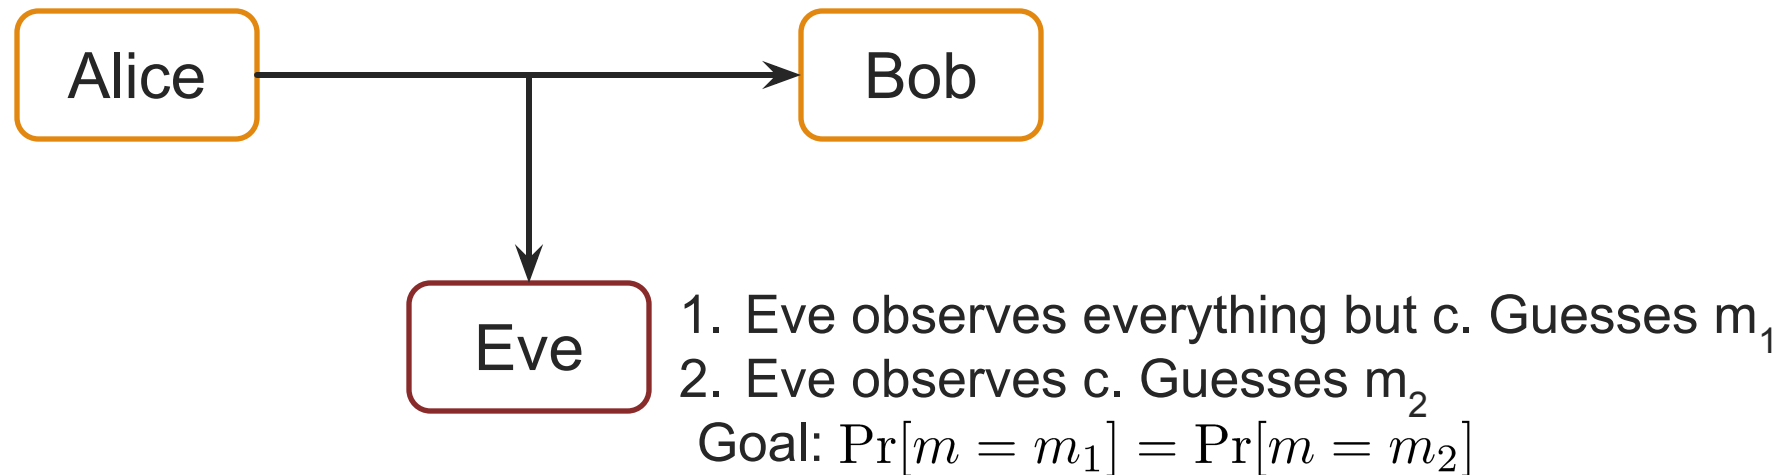 Alice
Bob
Eve
1. Eve observes everything but c. Guesses m₁
2. Eve observes c. Guesses m₂
Goal: Pr[m = m₁] = Pr[m = m₂]